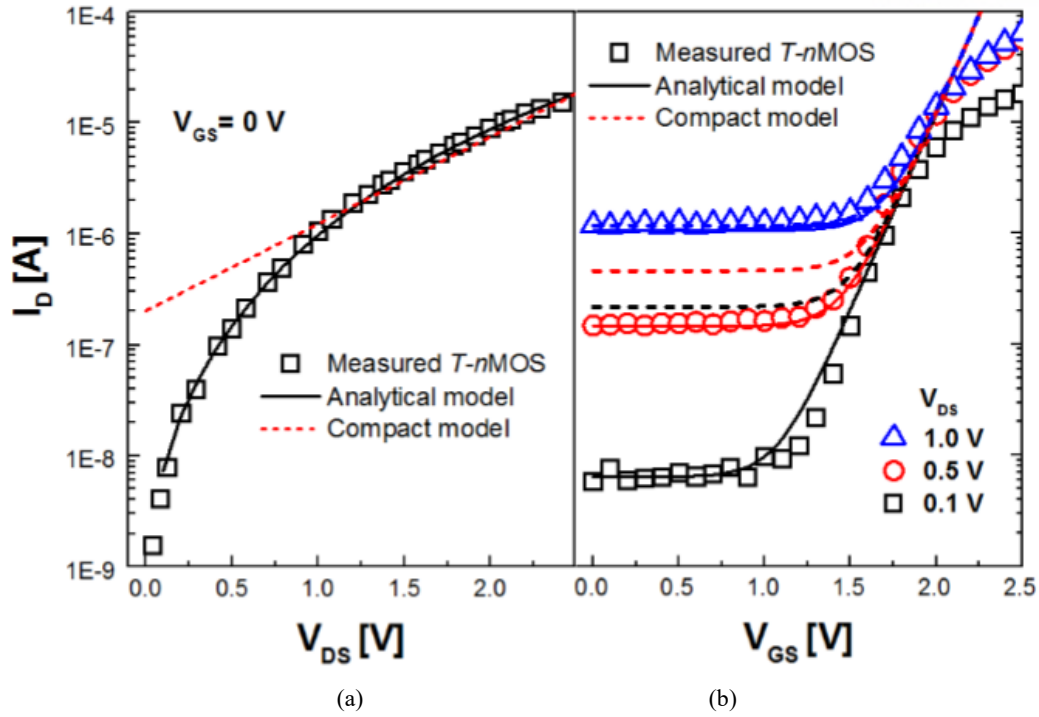 1E-4
1E-5
1E-6
1E-7
1E-8
1E-9
I_D [A]
V_GS= 0 V
Measured T-nMOS
Analytical model
Compact model
0.0 0.5 1.0 1.5 2.0
V_DS [V]
(a)
Measured T-nMOS
Analytical model
Compact model
V_DS
1.0 V
0.5 V
0.1 V
0.0 0.5 1.0 1.5 2.0 2.5
V_GS [V]
(b)